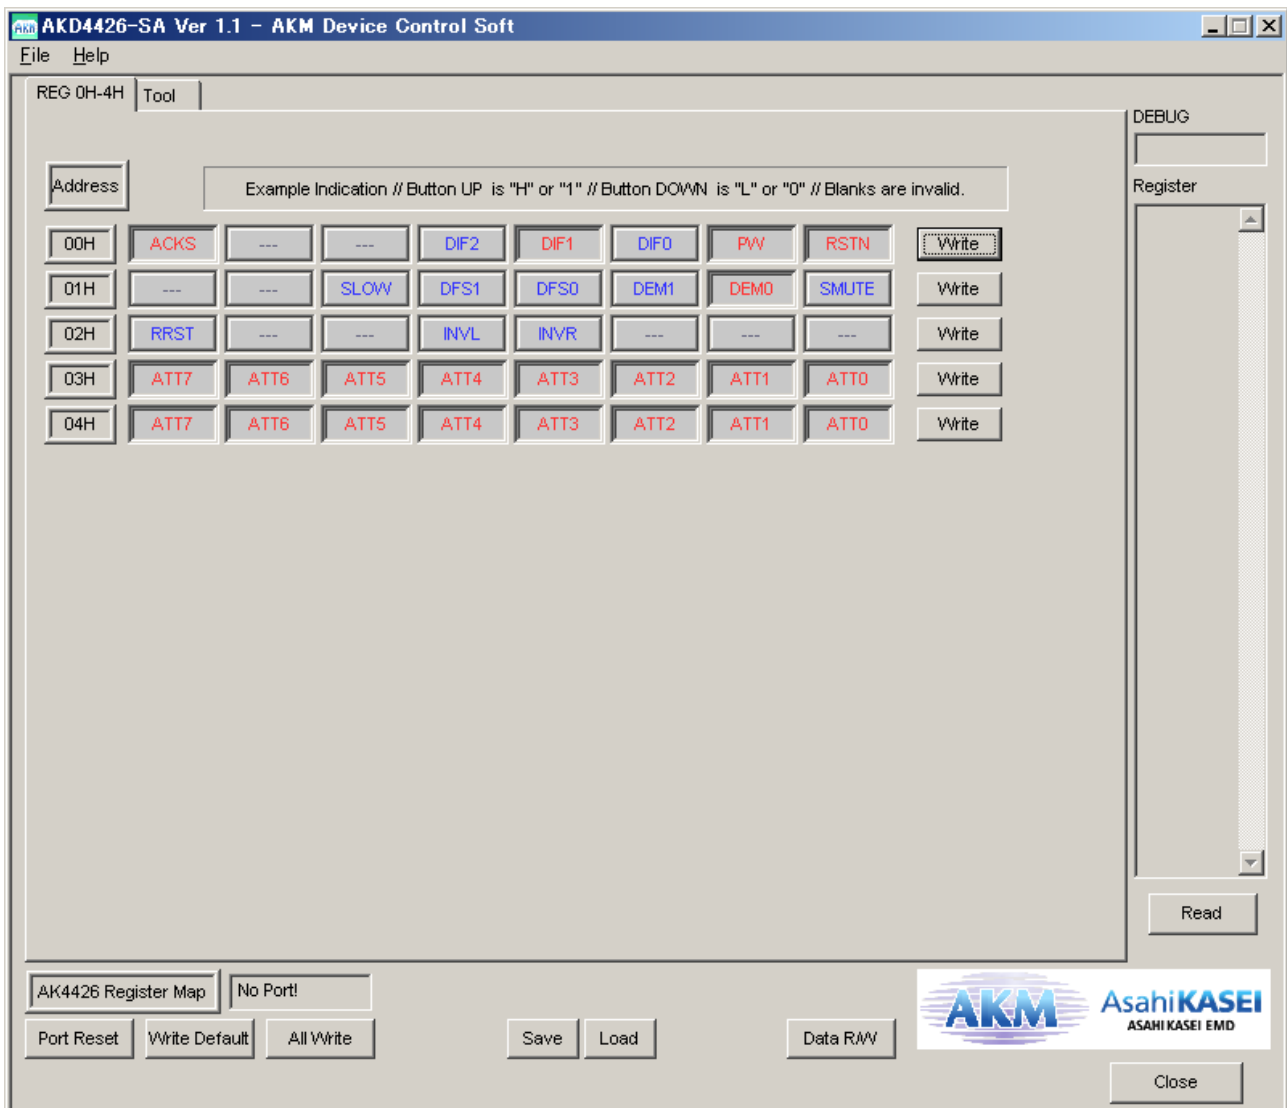 AKM AKD4426-SA Ver 1.1 - AKM Device Control Soft
File Help
REG 0H-4H Tool
DEBUG
Address Example Indication // Button UP is "H" or "1" // Button DOWN is "L" or "0" // Blanks are invalid.
Register
00H ACKS --- --- DIF2 DIF1 DIF0 PW RSTN Write
01H --- --- SLOW DFS1 DFS0 DEM1 DEM0 SMUTE Write
02H RRST --- --- INVL INVR --- --- --- Write
03H ATT7 ATT6 ATT5 ATT4 ATT3 ATT2 ATT1 ATT0 Write
04H ATT7 ATT6 ATT5 ATT4 ATT3 ATT2 ATT1 ATT0 Write
Read
AK4426 Register Map No Port!
AKM AsahiKASEI
ASAHI KASEI EMD
Port Reset Write Default All Write Save Load Data R/W
Close